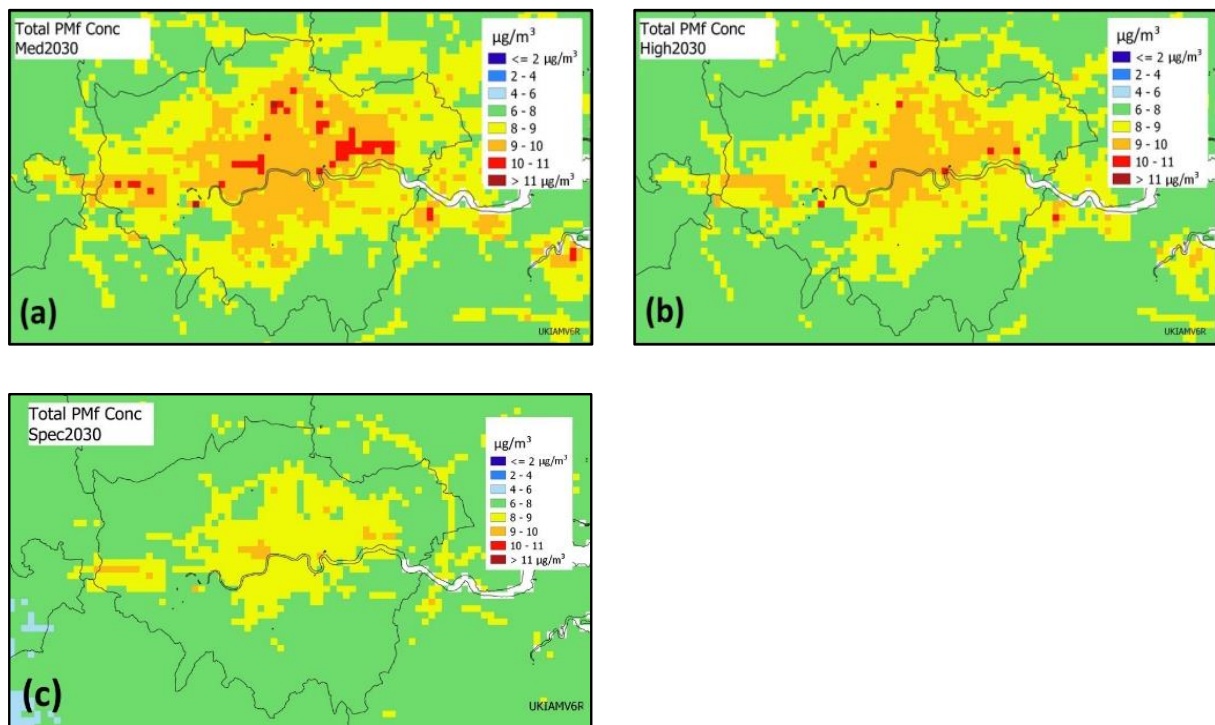 Total PMf Conc
Med2030
μg/m³
<= 2 μg/m³
2 - 4
4 - 6
6 - 8
8 - 9
9 - 10
10 - 11
> 11 μg/m³
(a)
UKIAMV6R
Total PMf Conc
High2030
μg/m³
<= 2 μg/m³
2 - 4
4 - 6
6 - 8
8 - 9
9 - 10
10 - 11
> 11 μg/m³
(b)
UKIAMV6R
Total PMf Conc
Spec2030
μg/m³
<= 2 μg/m³
2 - 4
4 - 6
6 - 8
8 - 9
9 - 10
10 - 11
> 11 μg/m³
(c)
UKIAMV6R